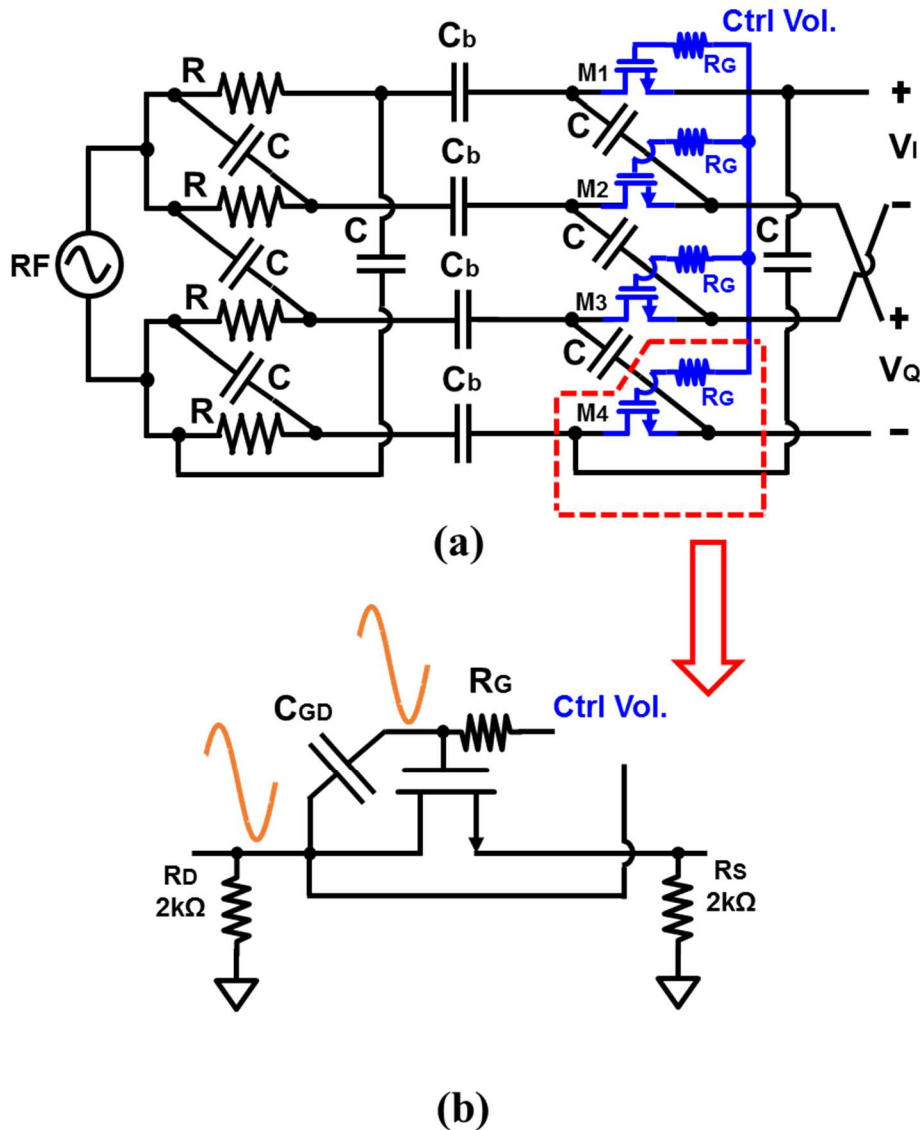 Ctrl Vol.
Cb
R
M1
RG
+
C
C
VI
Cb
RG
R
M2
−
C
C
C
C
RF
Cb
RG
R
M3
+
C
C
VQ
Cb
RG
R
M4
−
(a)
RG
CGD
Ctrl Vol.
RD
2kΩ
RS
2kΩ
(b)